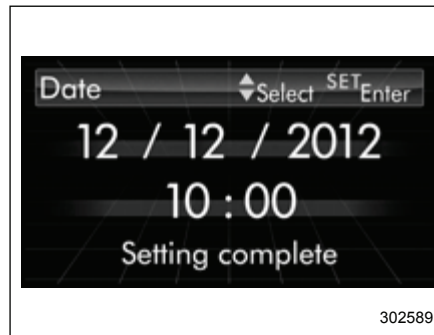 Date Select SET Enter
12 / 12 / 2012
10 : 00
Setting complete
302589